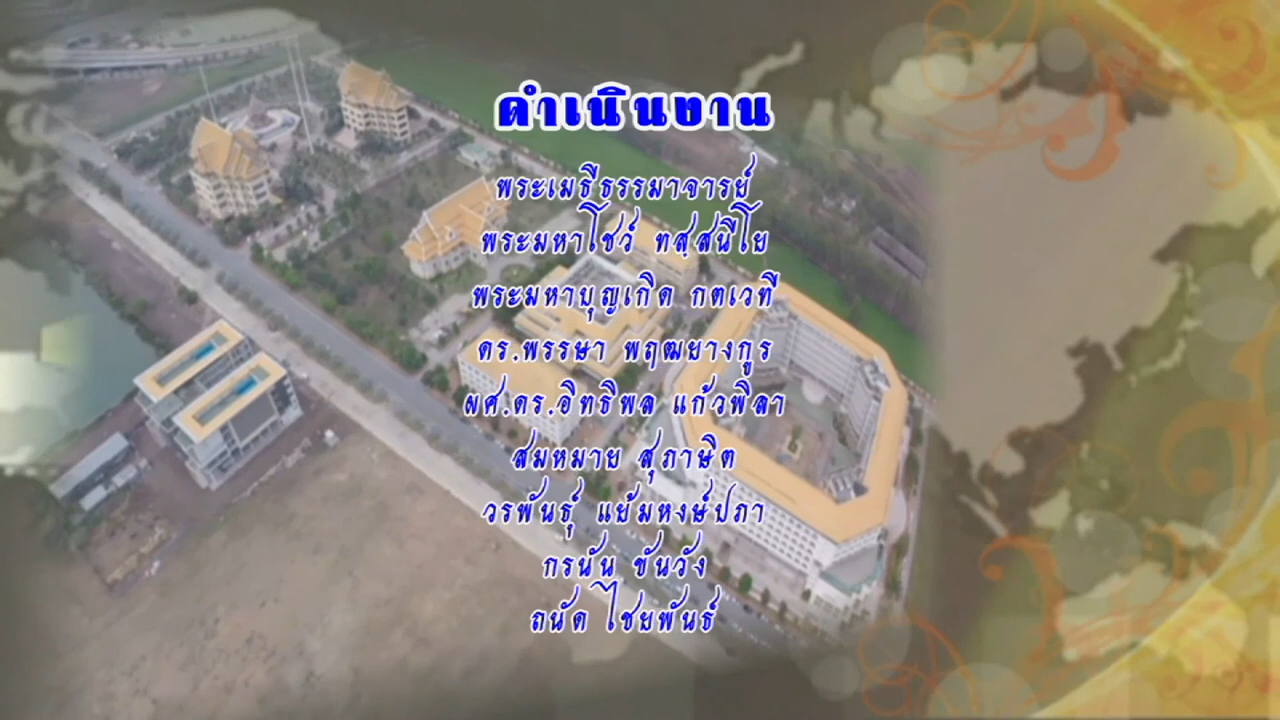 ดำเนินงาน
พระเมธีธรรมาจารย์
พระมหาโชว์ ทสฺสนีโย
พระมหาบุญเกิด กตเวที
ดร.พรรษา พฤฒยางกูร
ผศ.ดร.อิทธิพล แก้วพิลา
สมหมาย สุภาษิต
วรพันธุ์ แย้มหงษ์ปภา
กรนัน ขันวัง
ถนัด ไชยพันธ์